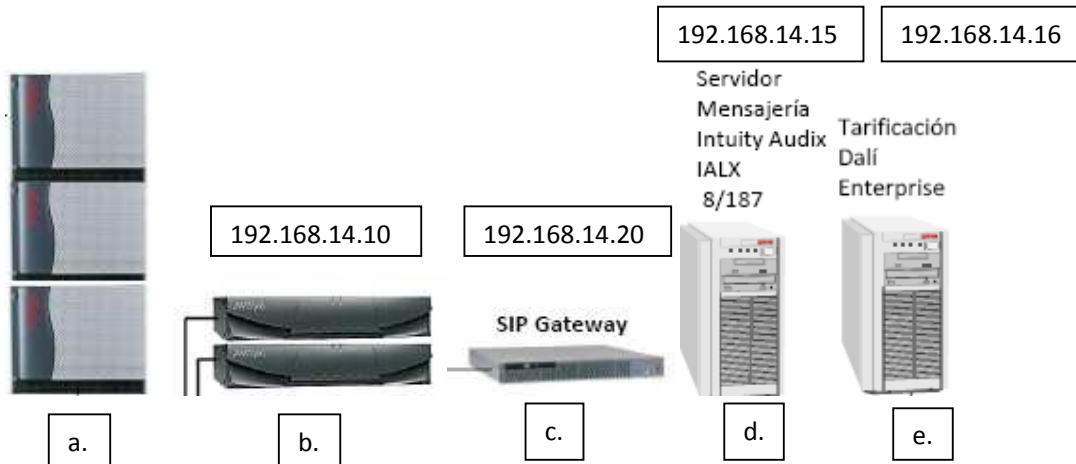 192.168.14.15
192.168.14.16
Servidor
Mensajería
Intuity Audix
IALX
8/187
Tarificación
Dalí
Enterprise
192.168.14.10
192.168.14.20
SIP Gateway
a.
b.
c.
d.
e.